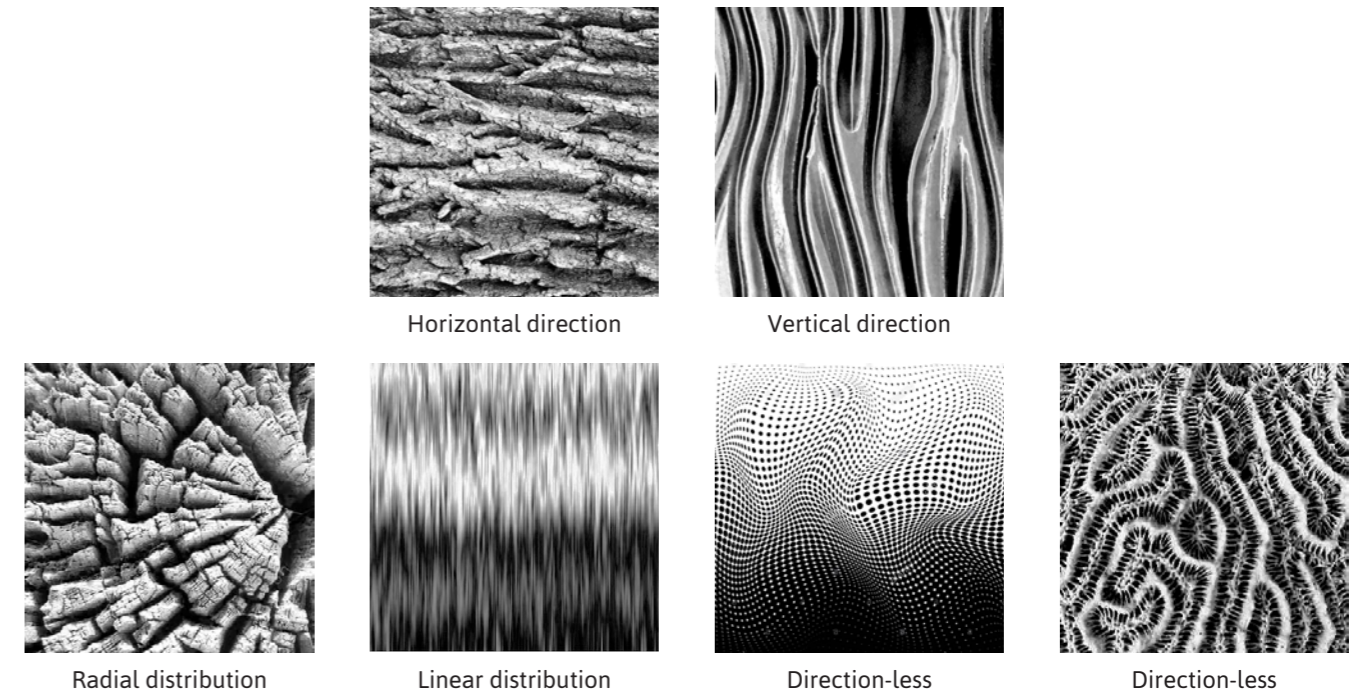 Horizontal direction
Vertical direction
Radial distribution
Linear distribution
Direction-less
Direction-less